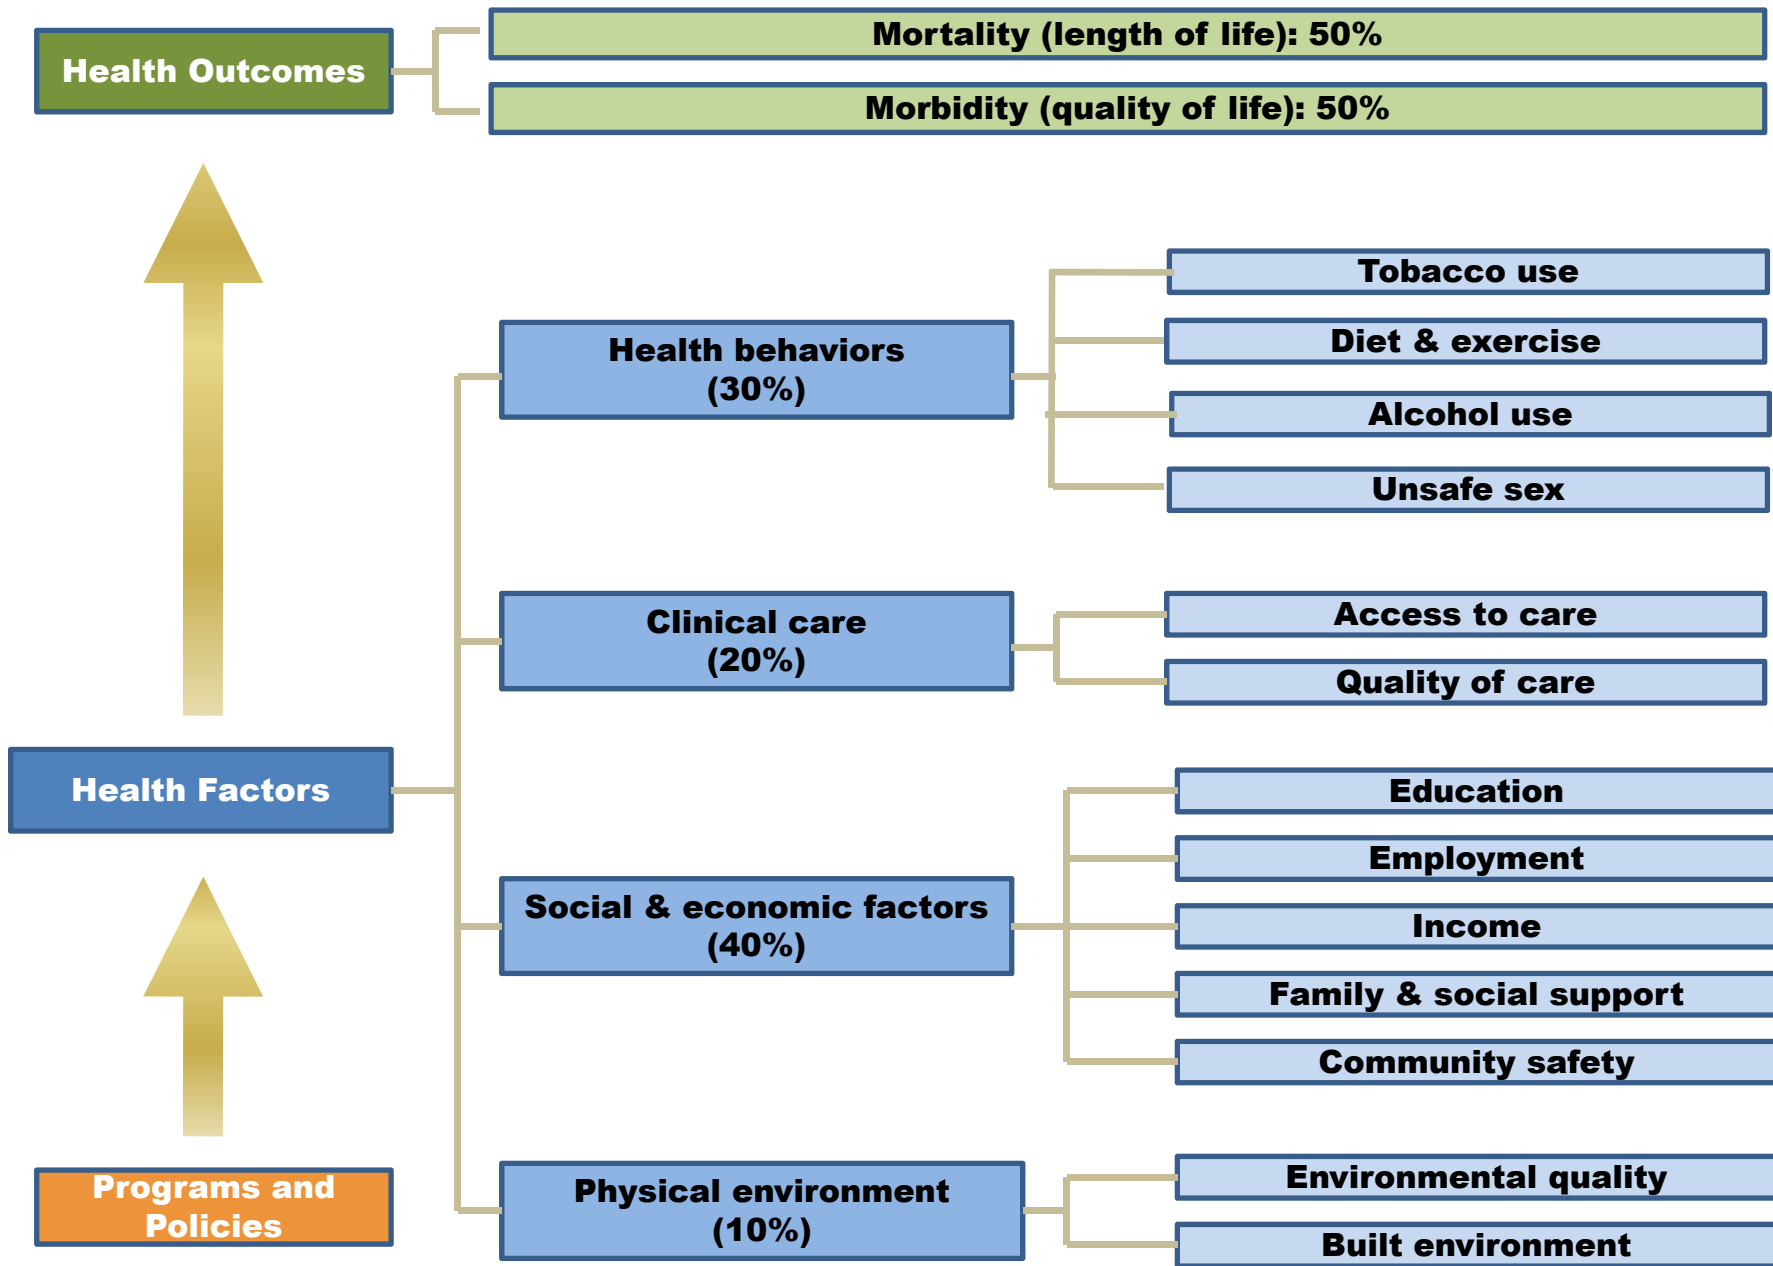 Health Outcomes
Mortality (length of life): 50%
Morbidity (quality of life): 50%
Health Factors
Health behaviors
(30%)
Tobacco use
Diet & exercise
Alcohol use
Unsafe sex
Clinical care
(20%)
Access to care
Quality of care
Social & economic factors
(40%)
Education
Employment
Income
Family & social support
Community safety
Physical environment
(10%)
Environmental quality
Built environment
Programs and
Policies